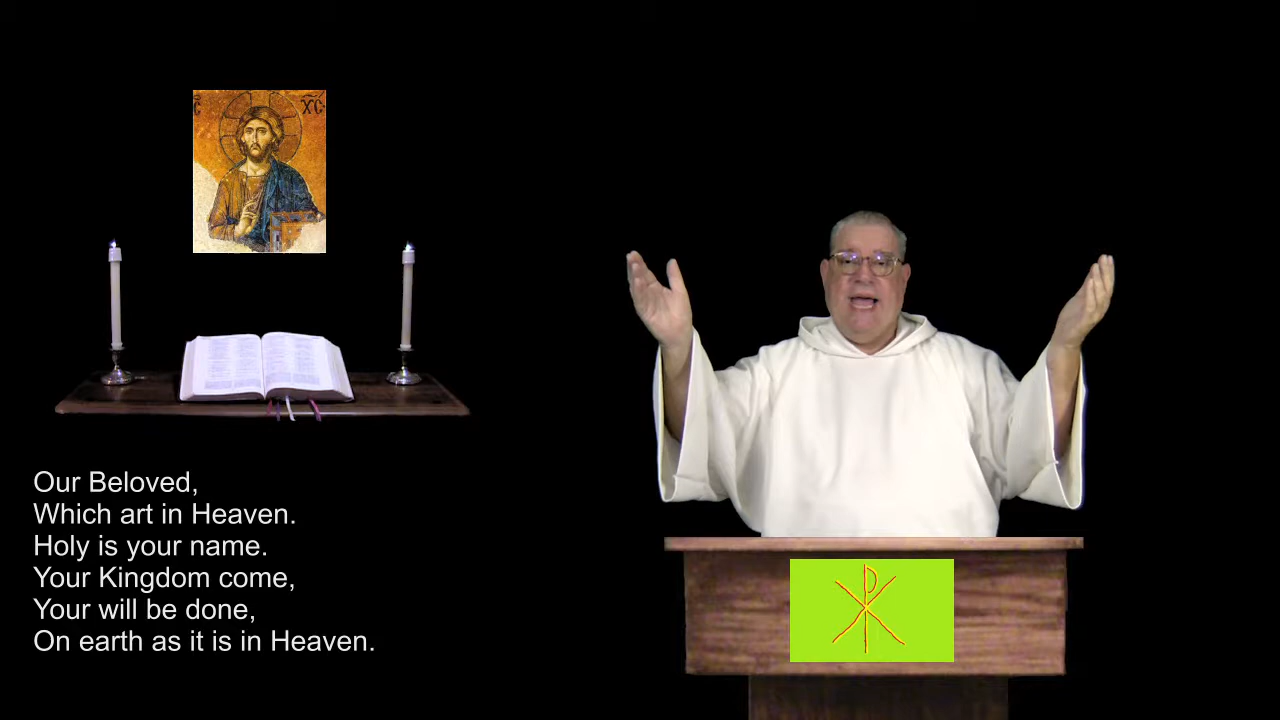 XC
Our Beloved,
Which art in Heaven.
Holy is your name.
Your Kingdom come,
Your will be done,
On earth as it is in Heaven.